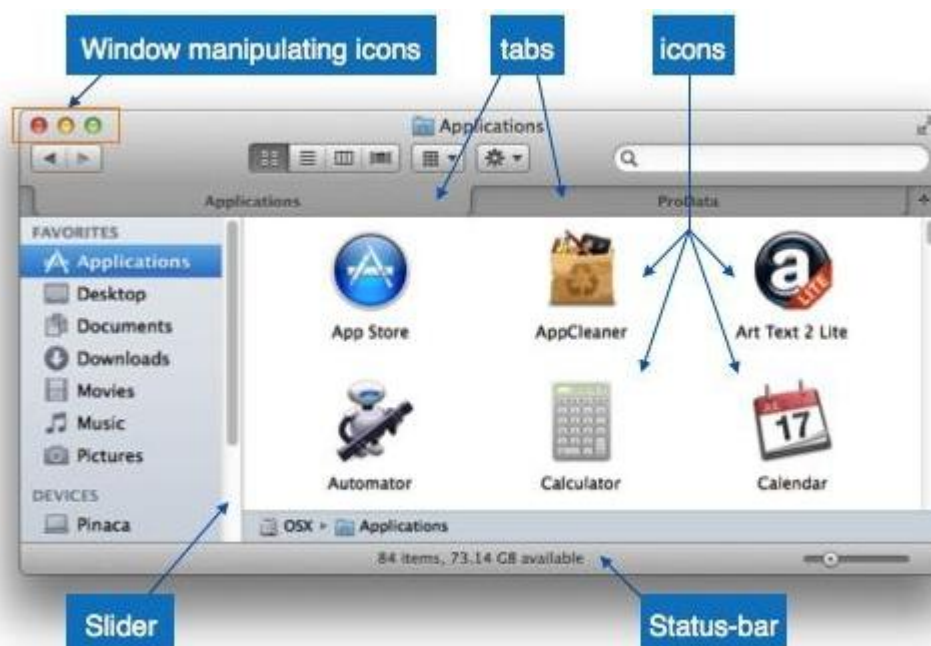 Window manipulating icons tabs icons
Applications
Applications ProData
FAVORITES
Applications
Desktop
Documents
Downloads
Movies
Music
Pictures
DEVICES
Pinaca
App Store AppCleaner Art Text 2 Lite
a LITE
Automator Calculator Calendar
JUL
17
OSX ▸ Applications
84 items, 73.14 GB available
Slider Status-bar